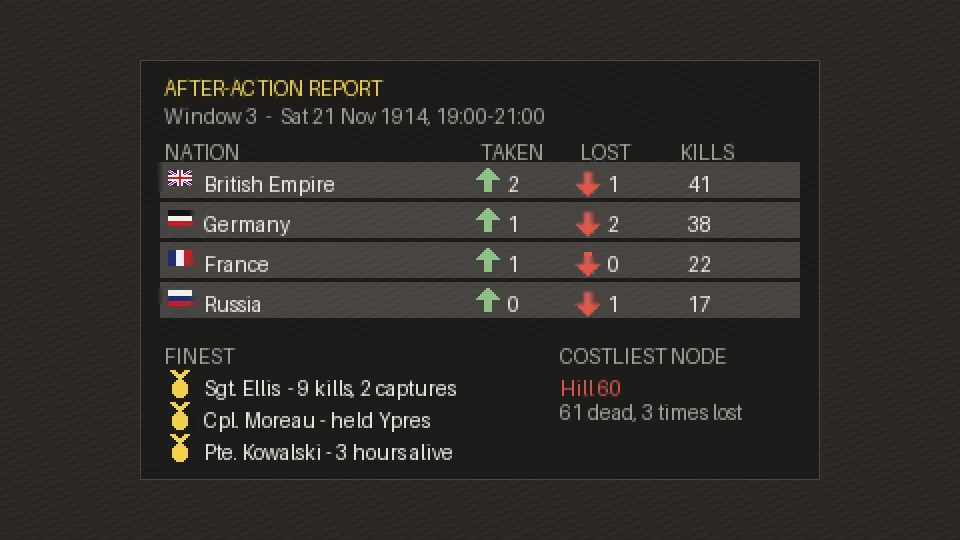 AFTER-ACTION REPORT
Window 3 - Sat 21 Nov 1914, 19:00-21:00
NATION TAKEN LOST KILLS
British Empire 2 1 41
Germany 1 2 38
France 1 0 22
Russia 0 1 17
FINEST COSTLIEST NODE
Sgt. Ellis - 9 kills, 2 captures Hill 60
61 dead, 3 times lost
Cpl. Moreau - held Ypres
Pte. Kowalski - 3 hours alive